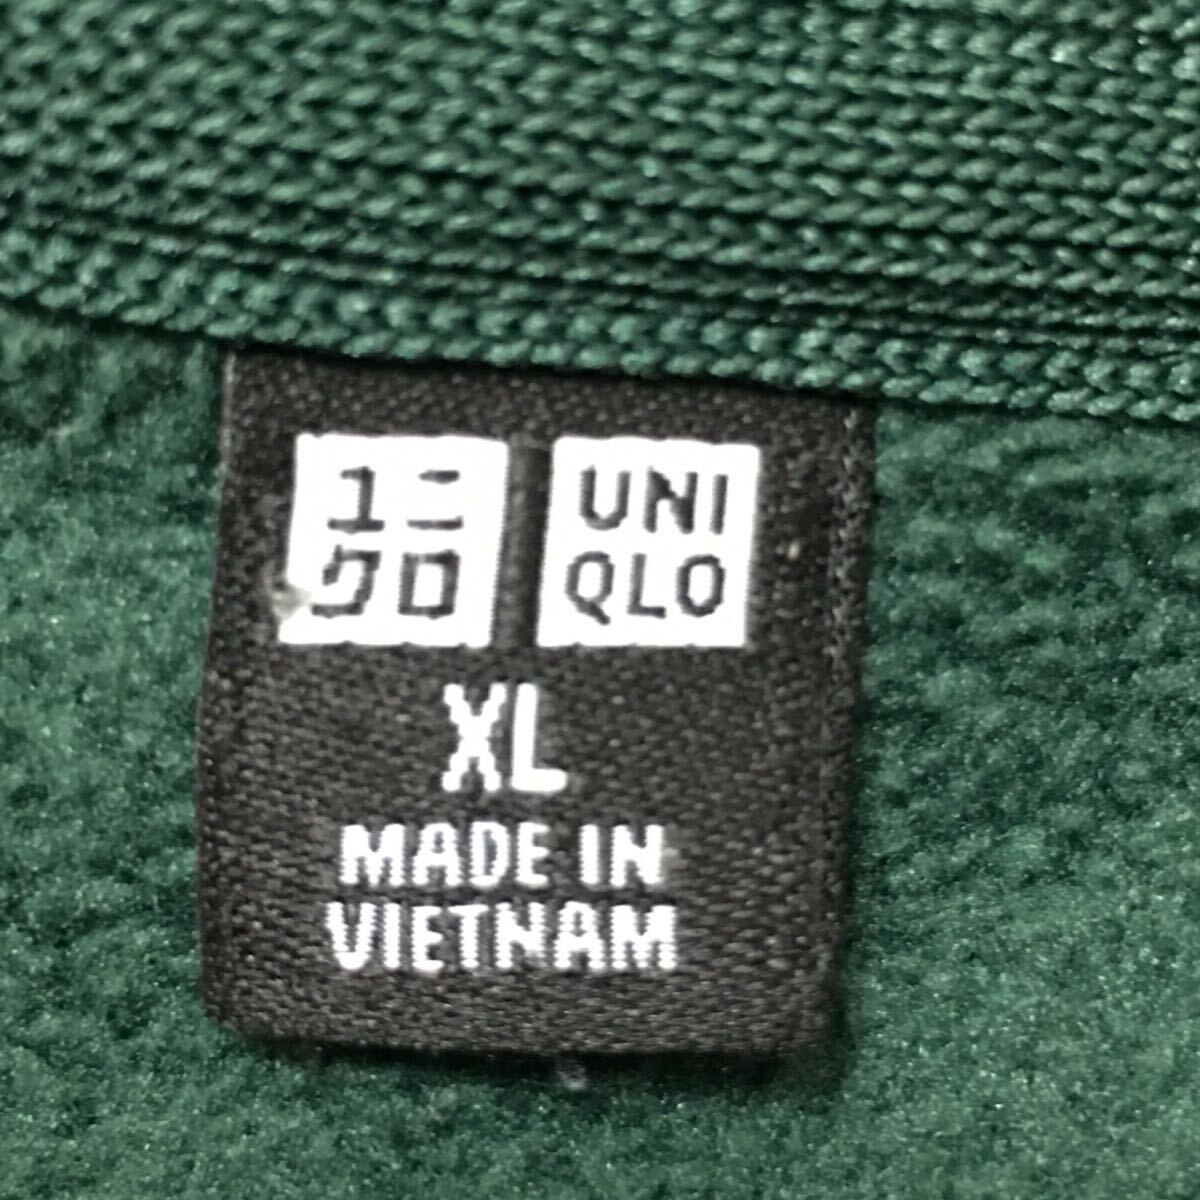 ユニ
クロ
UNI
QLO
XL
MADE IN
VIETNAM